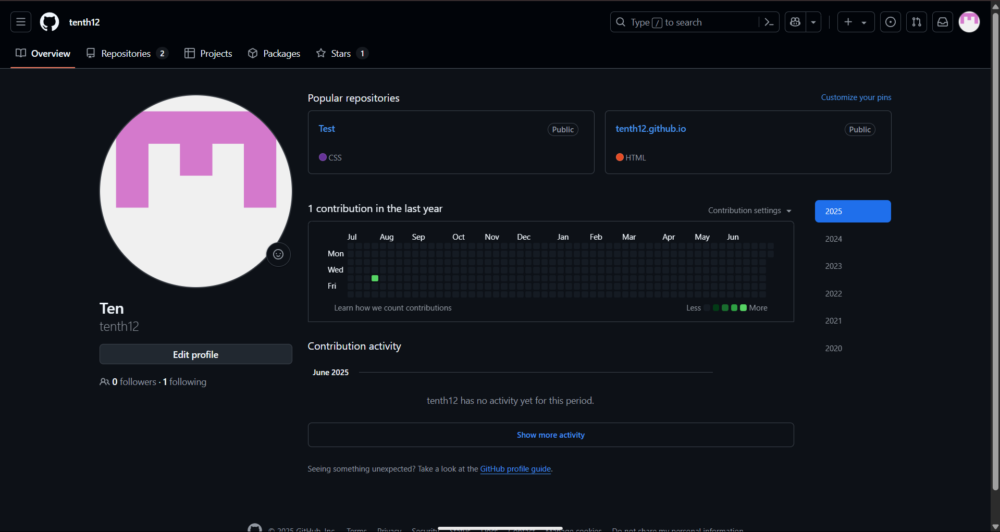 tenth12
Type / to search
Overview
Repositories 2
Projects
Packages
Stars 1
Popular repositories
Customize your pins
Test
Public
CSS
tenth12.github.io
Public
HTML
1 contribution in the last year
Contribution settings
2025
2024
2023
2022
2021
2020
Jul Aug Sep Oct Nov Dec Jan Feb Mar Apr May Jun
Mon
Wed
Fri
Learn how we count contributions
Less More
Ten
tenth12
Edit profile
0 followers · 1 following
Contribution activity
June 2025
tenth12 has no activity yet for this period.
Show more activity
Seeing something unexpected? Take a look at the GitHub profile guide.
© 2025 GitHub, Inc. Terms Privacy Security Status Docs Contact Manage cookies Do not share my personal information